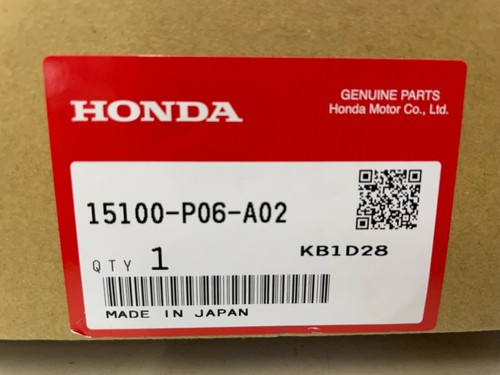 HONDA
GENUINE PARTS
Honda Motor Co., Ltd.
15100-P06-A02
QTY 1
KB1D28
MADE IN JAPAN